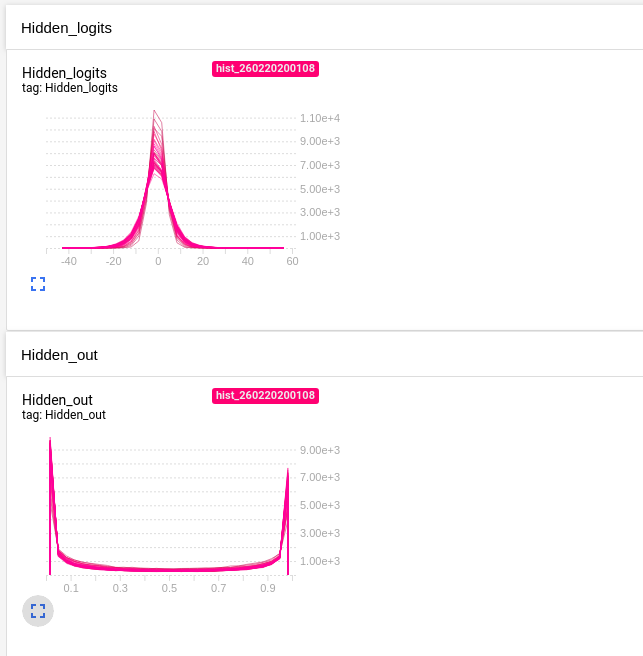 Hidden_logits
Hidden_logits hist_260220200108
tag: Hidden_logits
1.10e+4
9.00e+3
7.00e+3
5.00e+3
3.00e+3
1.00e+3
-40 -20 0 20 40 60
Hidden_out
Hidden_out hist_260220200108
tag: Hidden_out
9.00e+3
7.00e+3
5.00e+3
3.00e+3
1.00e+3
0.1 0.3 0.5 0.7 0.9